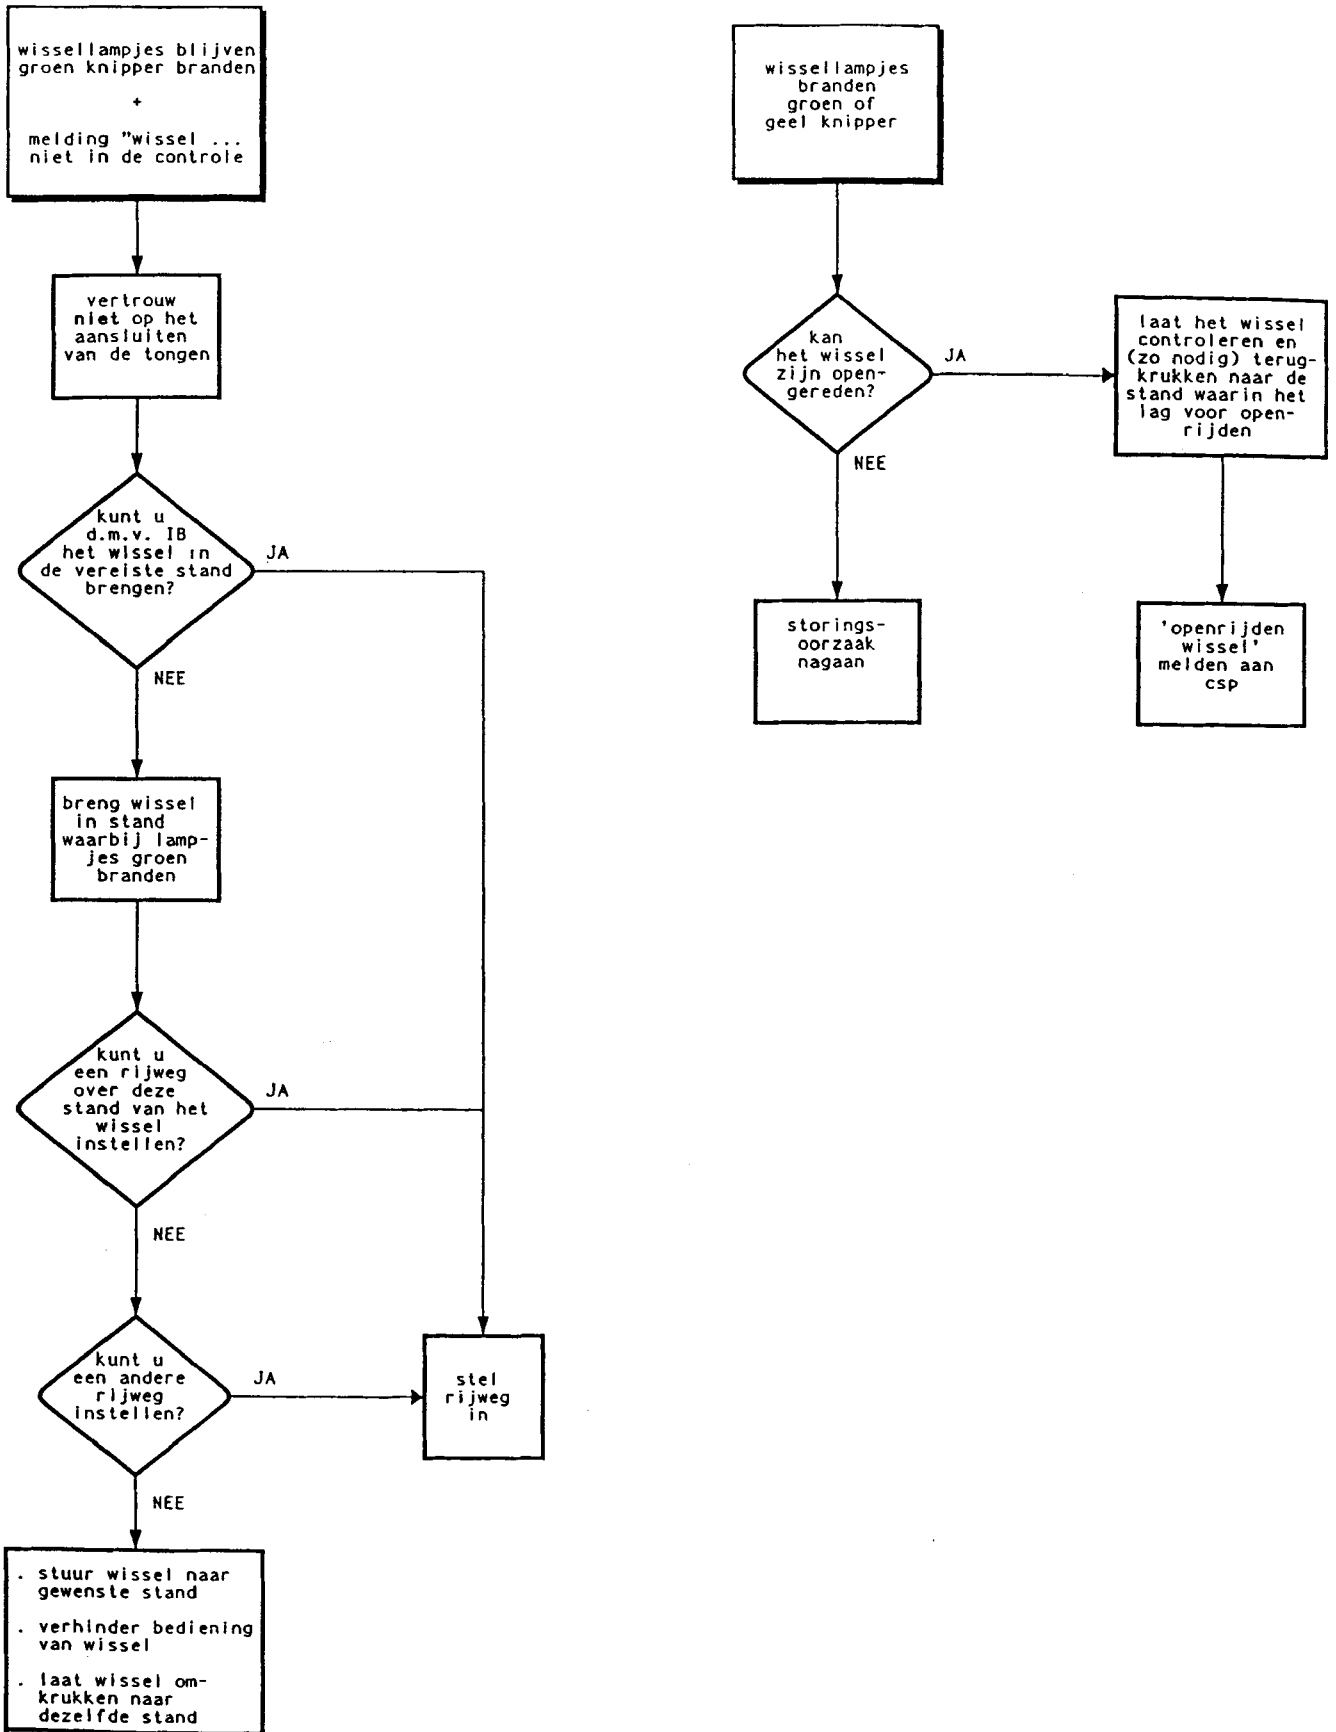 wissellampjes blijven
groen knipper branden
+
melding "wissel ...
niet in de controle
vertrouw
niet op het
aansluiten
van de tongen
kunt u
d.m.v. IB
het wissel in
de vereiste stand
brengen?
JA
NEE
breng wissel
in stand
waarbij lamp-
jes groen
branden
kunt u
een rijweg
over deze
stand van het
wissel
instellen?
JA
NEE
kunt u
een andere
rijweg
instellen?
JA
stel
rijweg
in
NEE
. stuur wissel naar
gewenste stand
. verhinder bediening
van wissel
. laat wissel om-
krukken naar
dezelfde stand
wissellampjes
branden
groen of
geel knipper
kan
het wissel
zijn open-
gereden?
JA
laat het wissel
controleren en
(zo nodig) terug-
krukken naar de
stand waarin het
lag voor open-
rijden
NEE
storings-
oorzaak
nagaan
'openrijden
wissel'
melden aan
csp